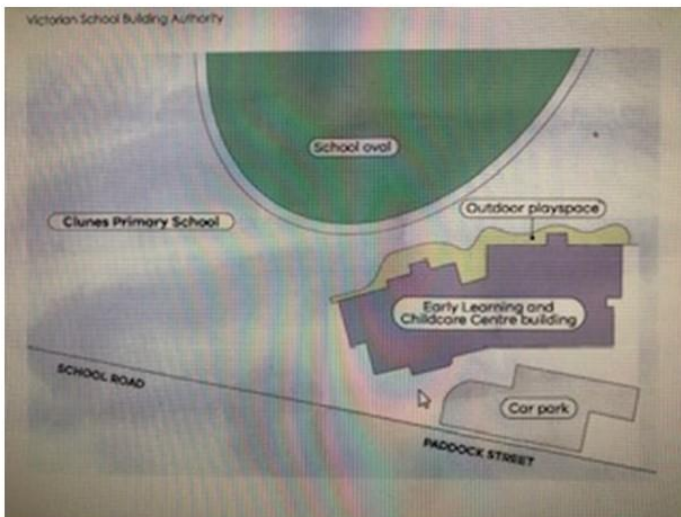 Victorian School Building Authority
School oval
Outdoor playspace
Clunes Primary School
Early Learning and
Childcare Centre building
SCHOOL ROAD
Car park
PADDOCK STREET